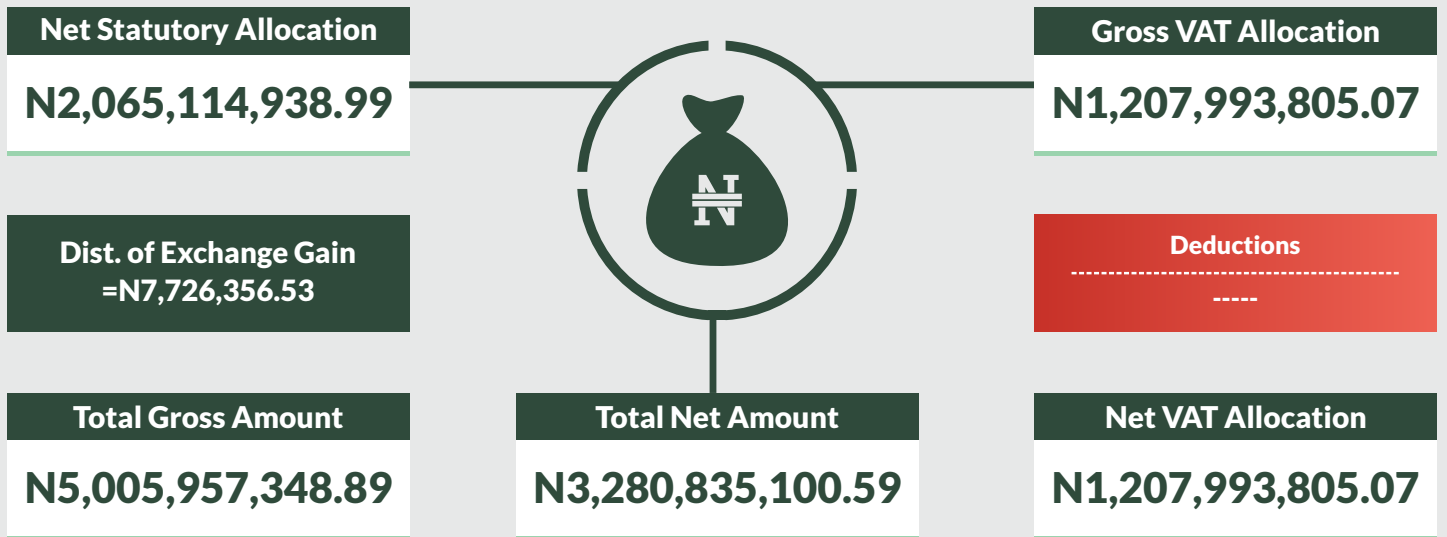 Net Statutory Allocation
N2,065,114,938.99
Gross VAT Allocation
N1,207,993,805.07
₦
Dist. of Exchange Gain
=N7,726,356.53
Deductions
--------------------------------------------
-----
Total Gross Amount
N5,005,957,348.89
Total Net Amount
N3,280,835,100.59
Net VAT Allocation
N1,207,993,805.07